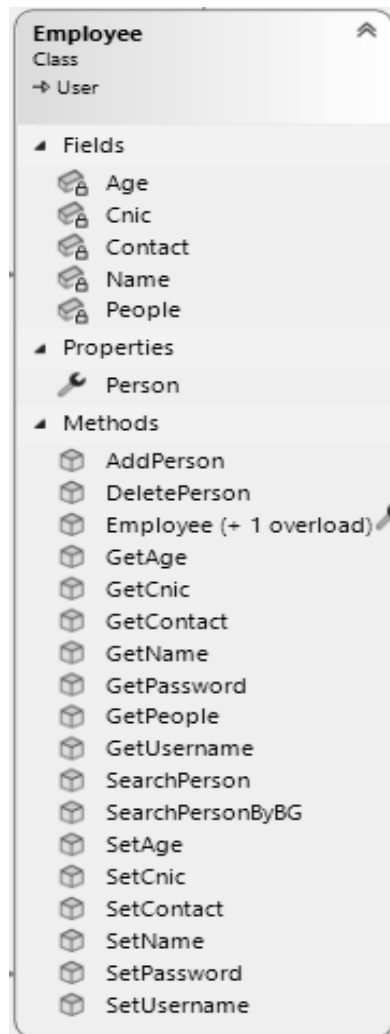 Employee
Class
User
Fields
Age
Cnic
Contact
Name
People
Properties
Person
Methods
AddPerson
DeletePerson
Employee (+ 1 overload)
GetAge
GetCnic
GetContact
GetName
GetPassword
GetPeople
GetUsername
SearchPerson
SearchPersonByBG
SetAge
SetCnic
SetContact
SetName
SetPassword
SetUsername